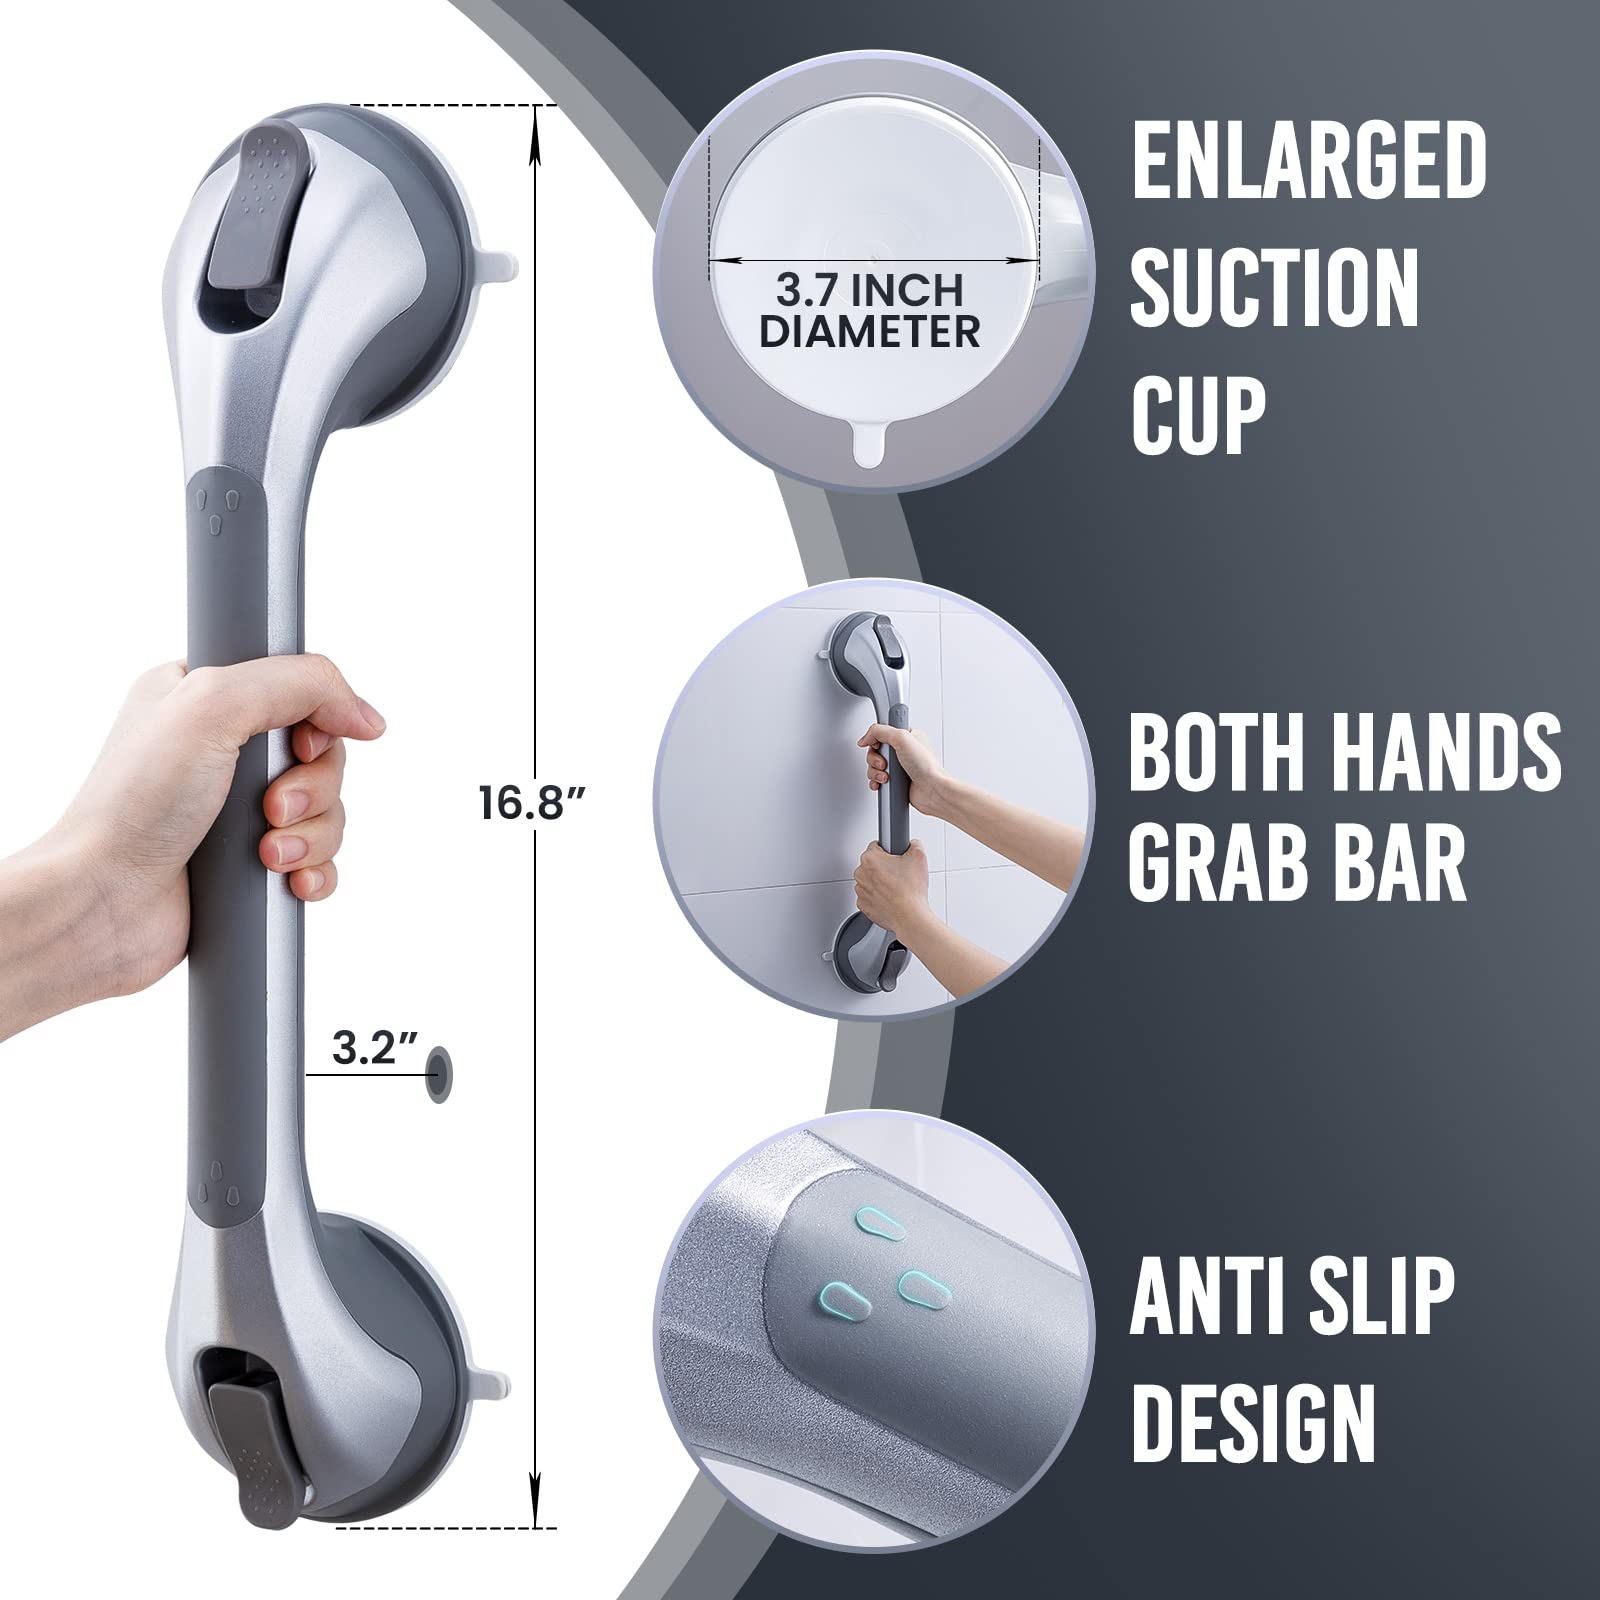 16.8”
3.2”
3.7 INCH
DIAMETER
ENLARGED
SUCTION
CUP
BOTH HANDS
GRAB BAR
ANTI SLIP
DESIGN